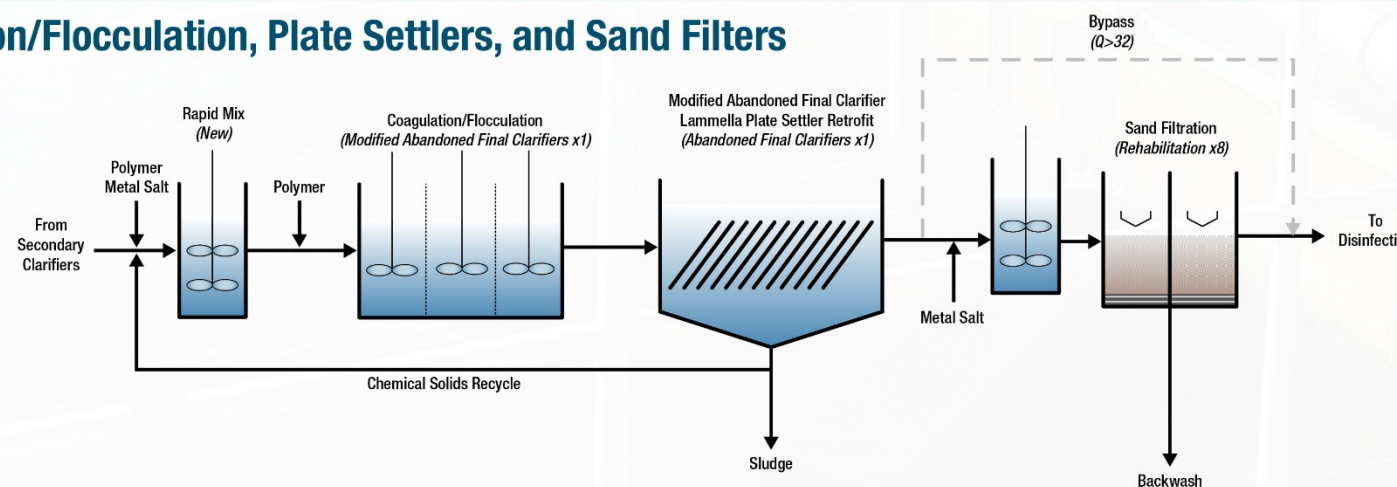 on/Flocculation, Plate Settlers, and Sand Filters
Bypass
(Q>32)
Rapid Mix
(New)
Coagulation/Flocculation
(Modified Abandoned Final Clarifiers x1)
Modified Abandoned Final Clarifier
Lammella Plate Settler Retrofit
(Abandoned Final Clarifiers x1)
Sand Filtration
(Rehabilitation x8)
Polymer
Metal Salt
Polymer
From
Secondary
Clarifiers
To
Disinfecti
Metal Salt
Chemical Solids Recycle
Sludge
Backwash